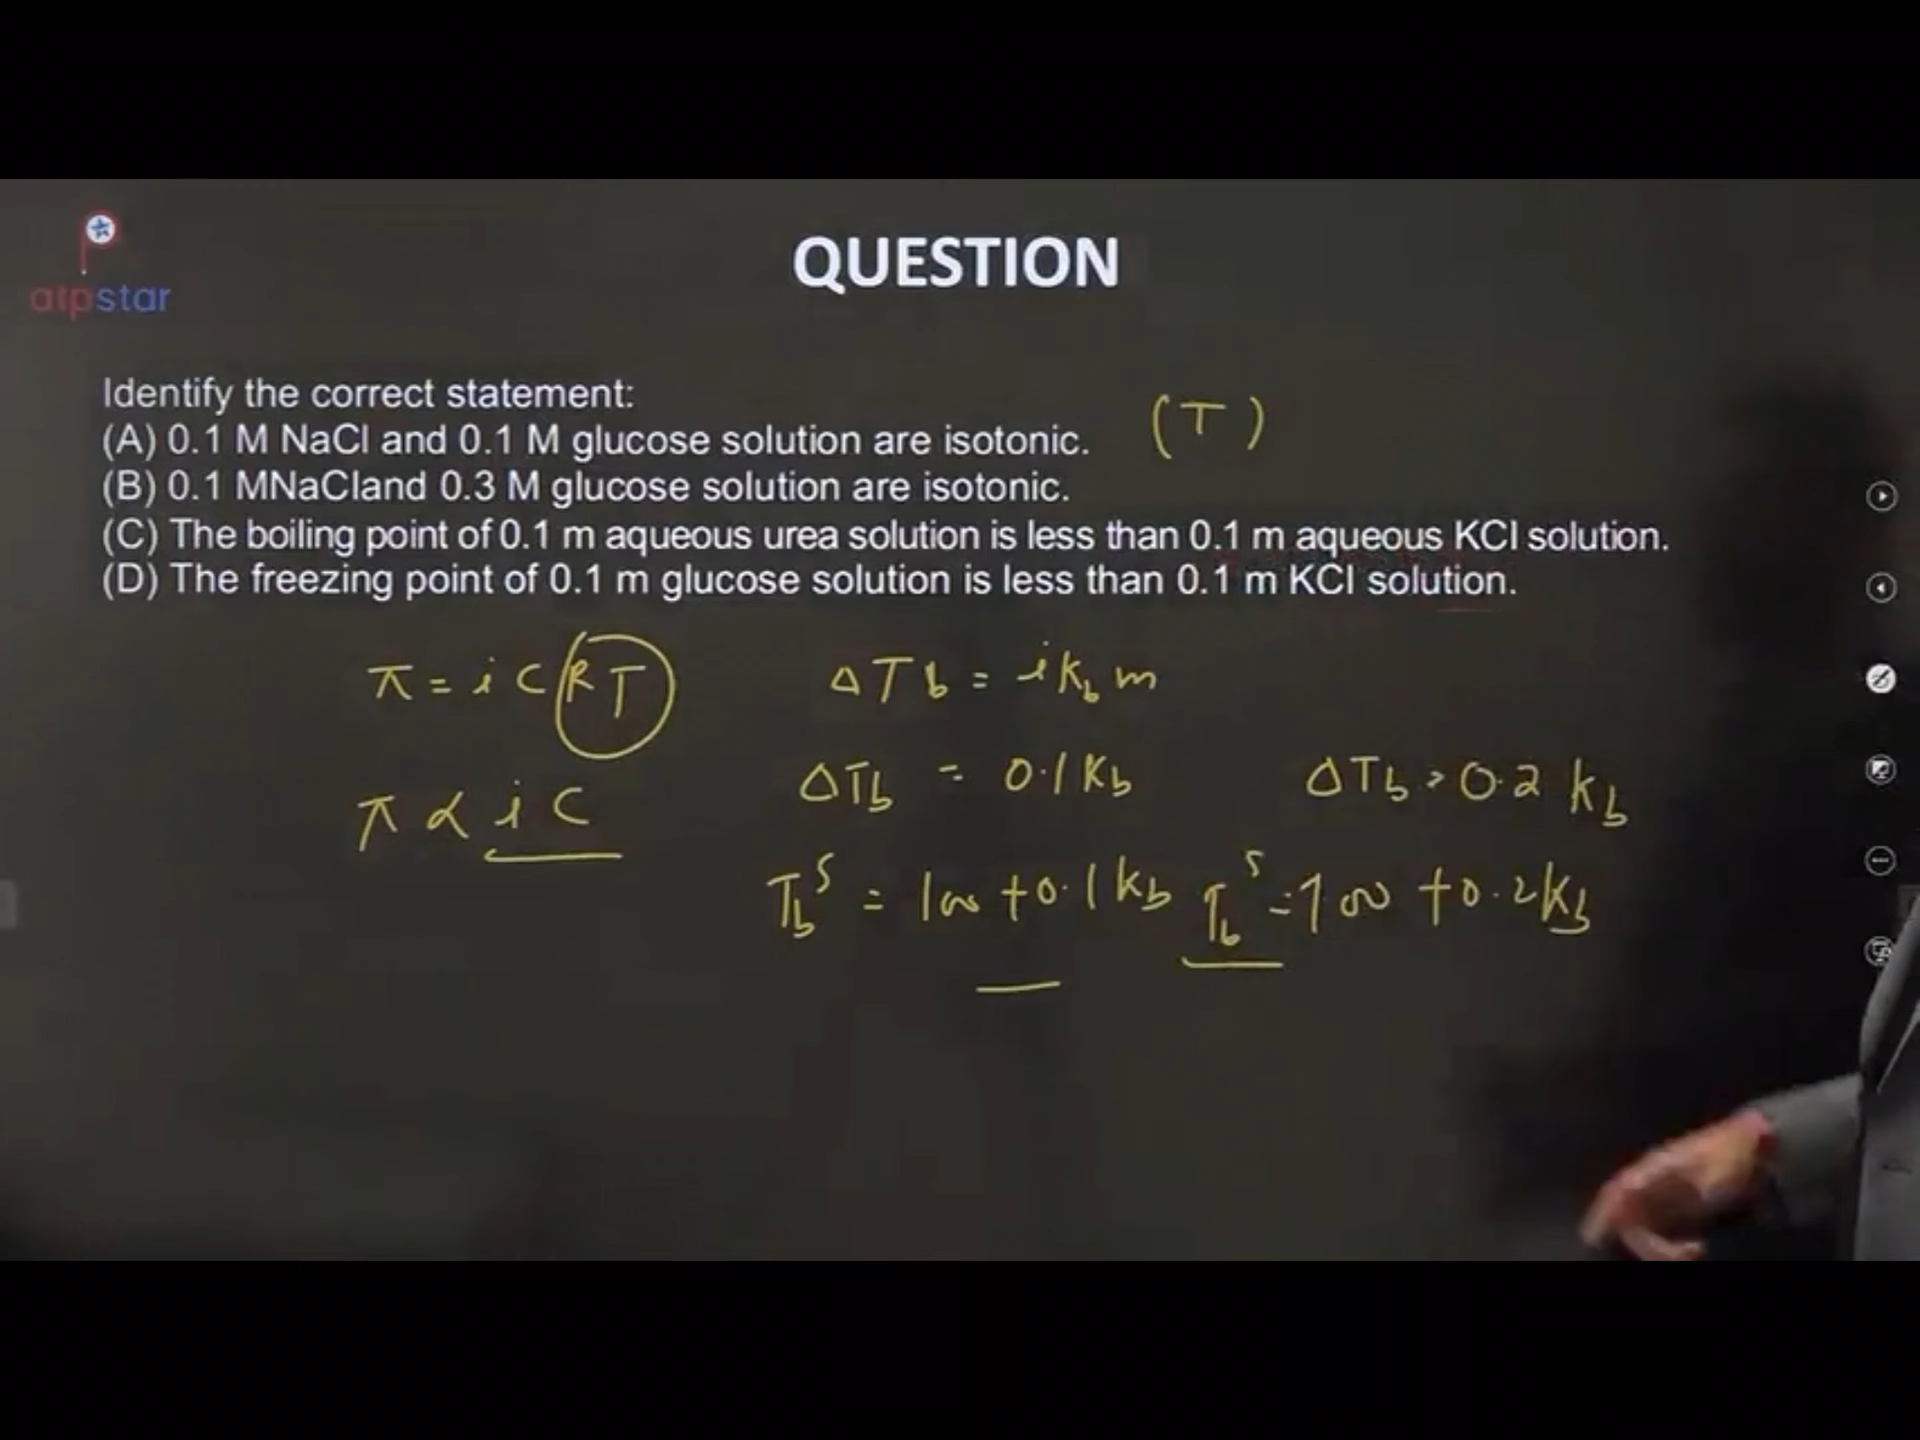 atpstar
QUESTION
Identify the correct statement:
(A) 0.1 M NaCl and 0.1 M glucose solution are isotonic. (T)
(B) 0.1 MNaCland 0.3 M glucose solution are isotonic.
(C) The boiling point of 0.1 m aqueous urea solution is less than 0.1 m aqueous KCl solution.
(D) The freezing point of 0.1 m glucose solution is less than 0.1 m KCl solution.
π = i C R T ΔTb = i Kb m
ΔTb = 0.1 Kb ΔTb = 0.2 Kb
π α i C
Tb^s = 100 + 0.1 Kb Tb^s = 100 + 0.2 Kb